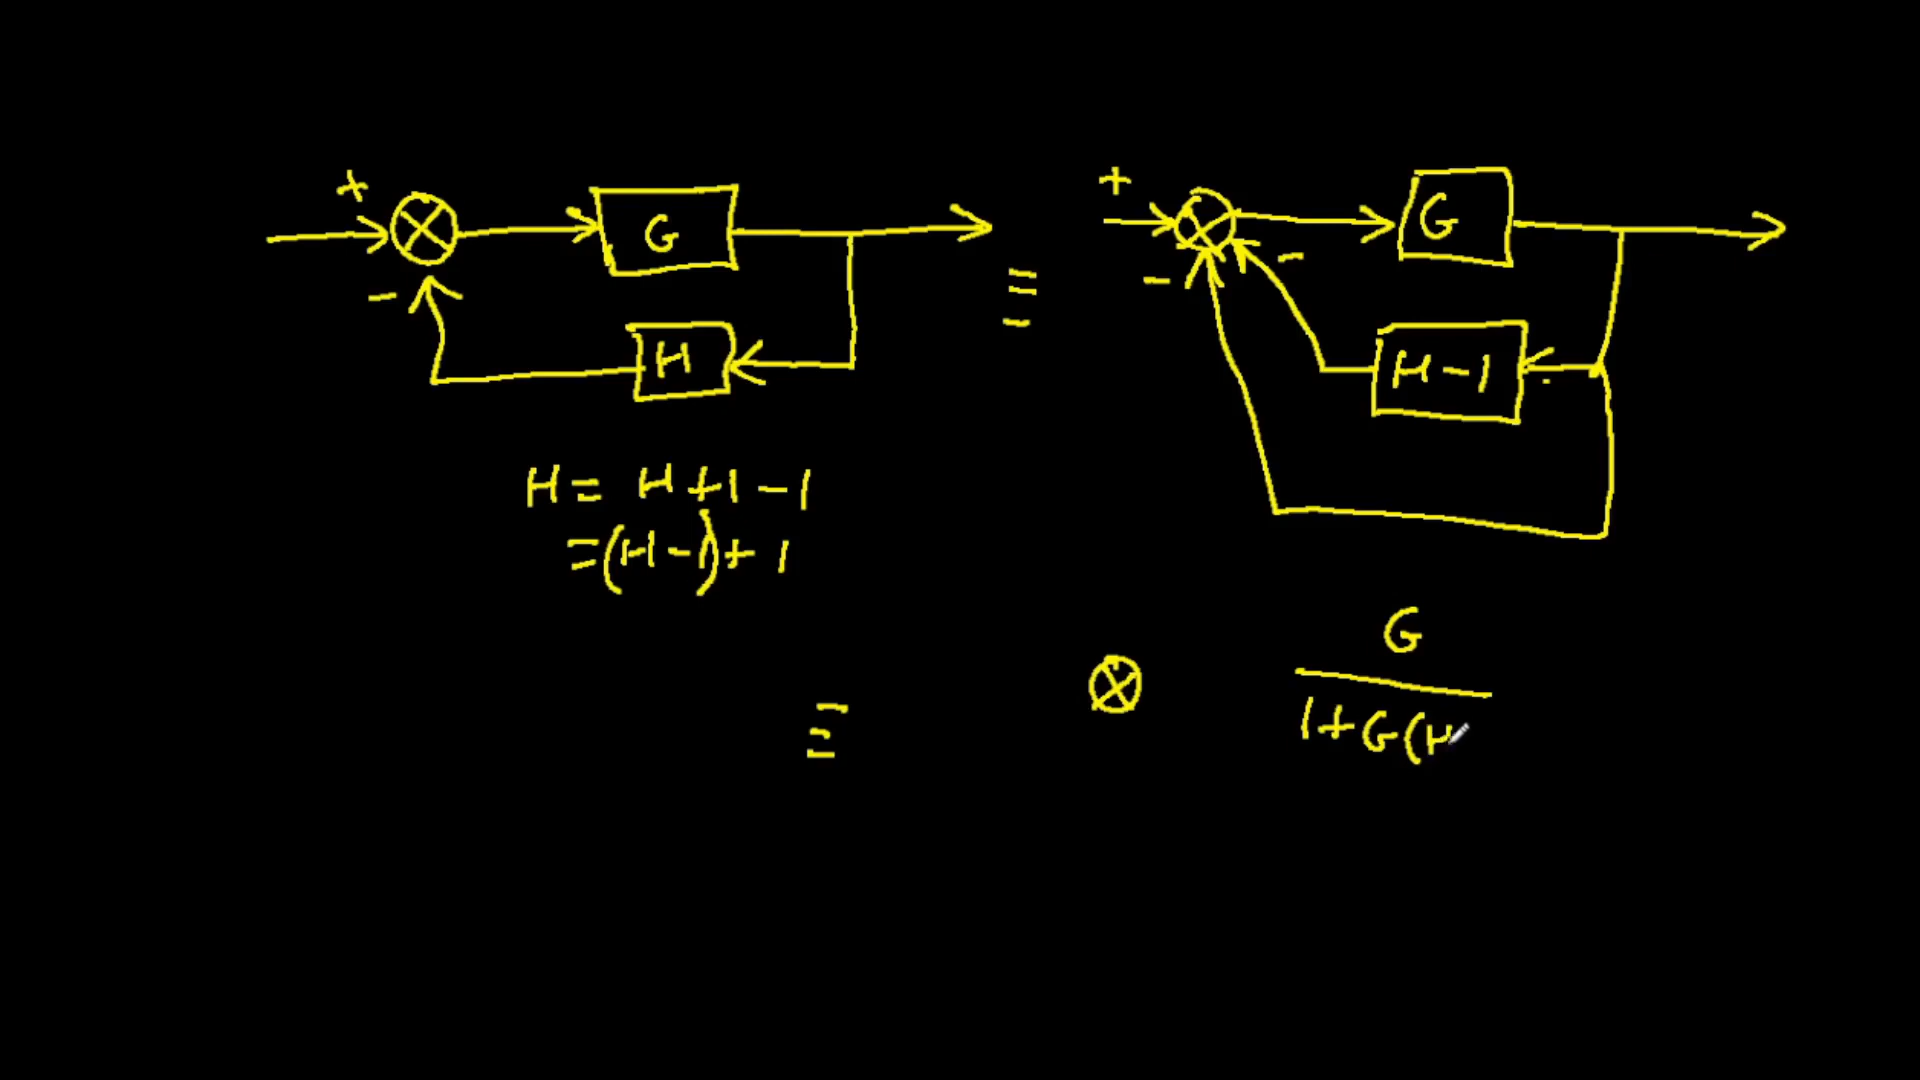 + G
- H
≡
+ G
- -
H-1
H = H+1-1
=(H-1)+1
≡
G
1+G(H